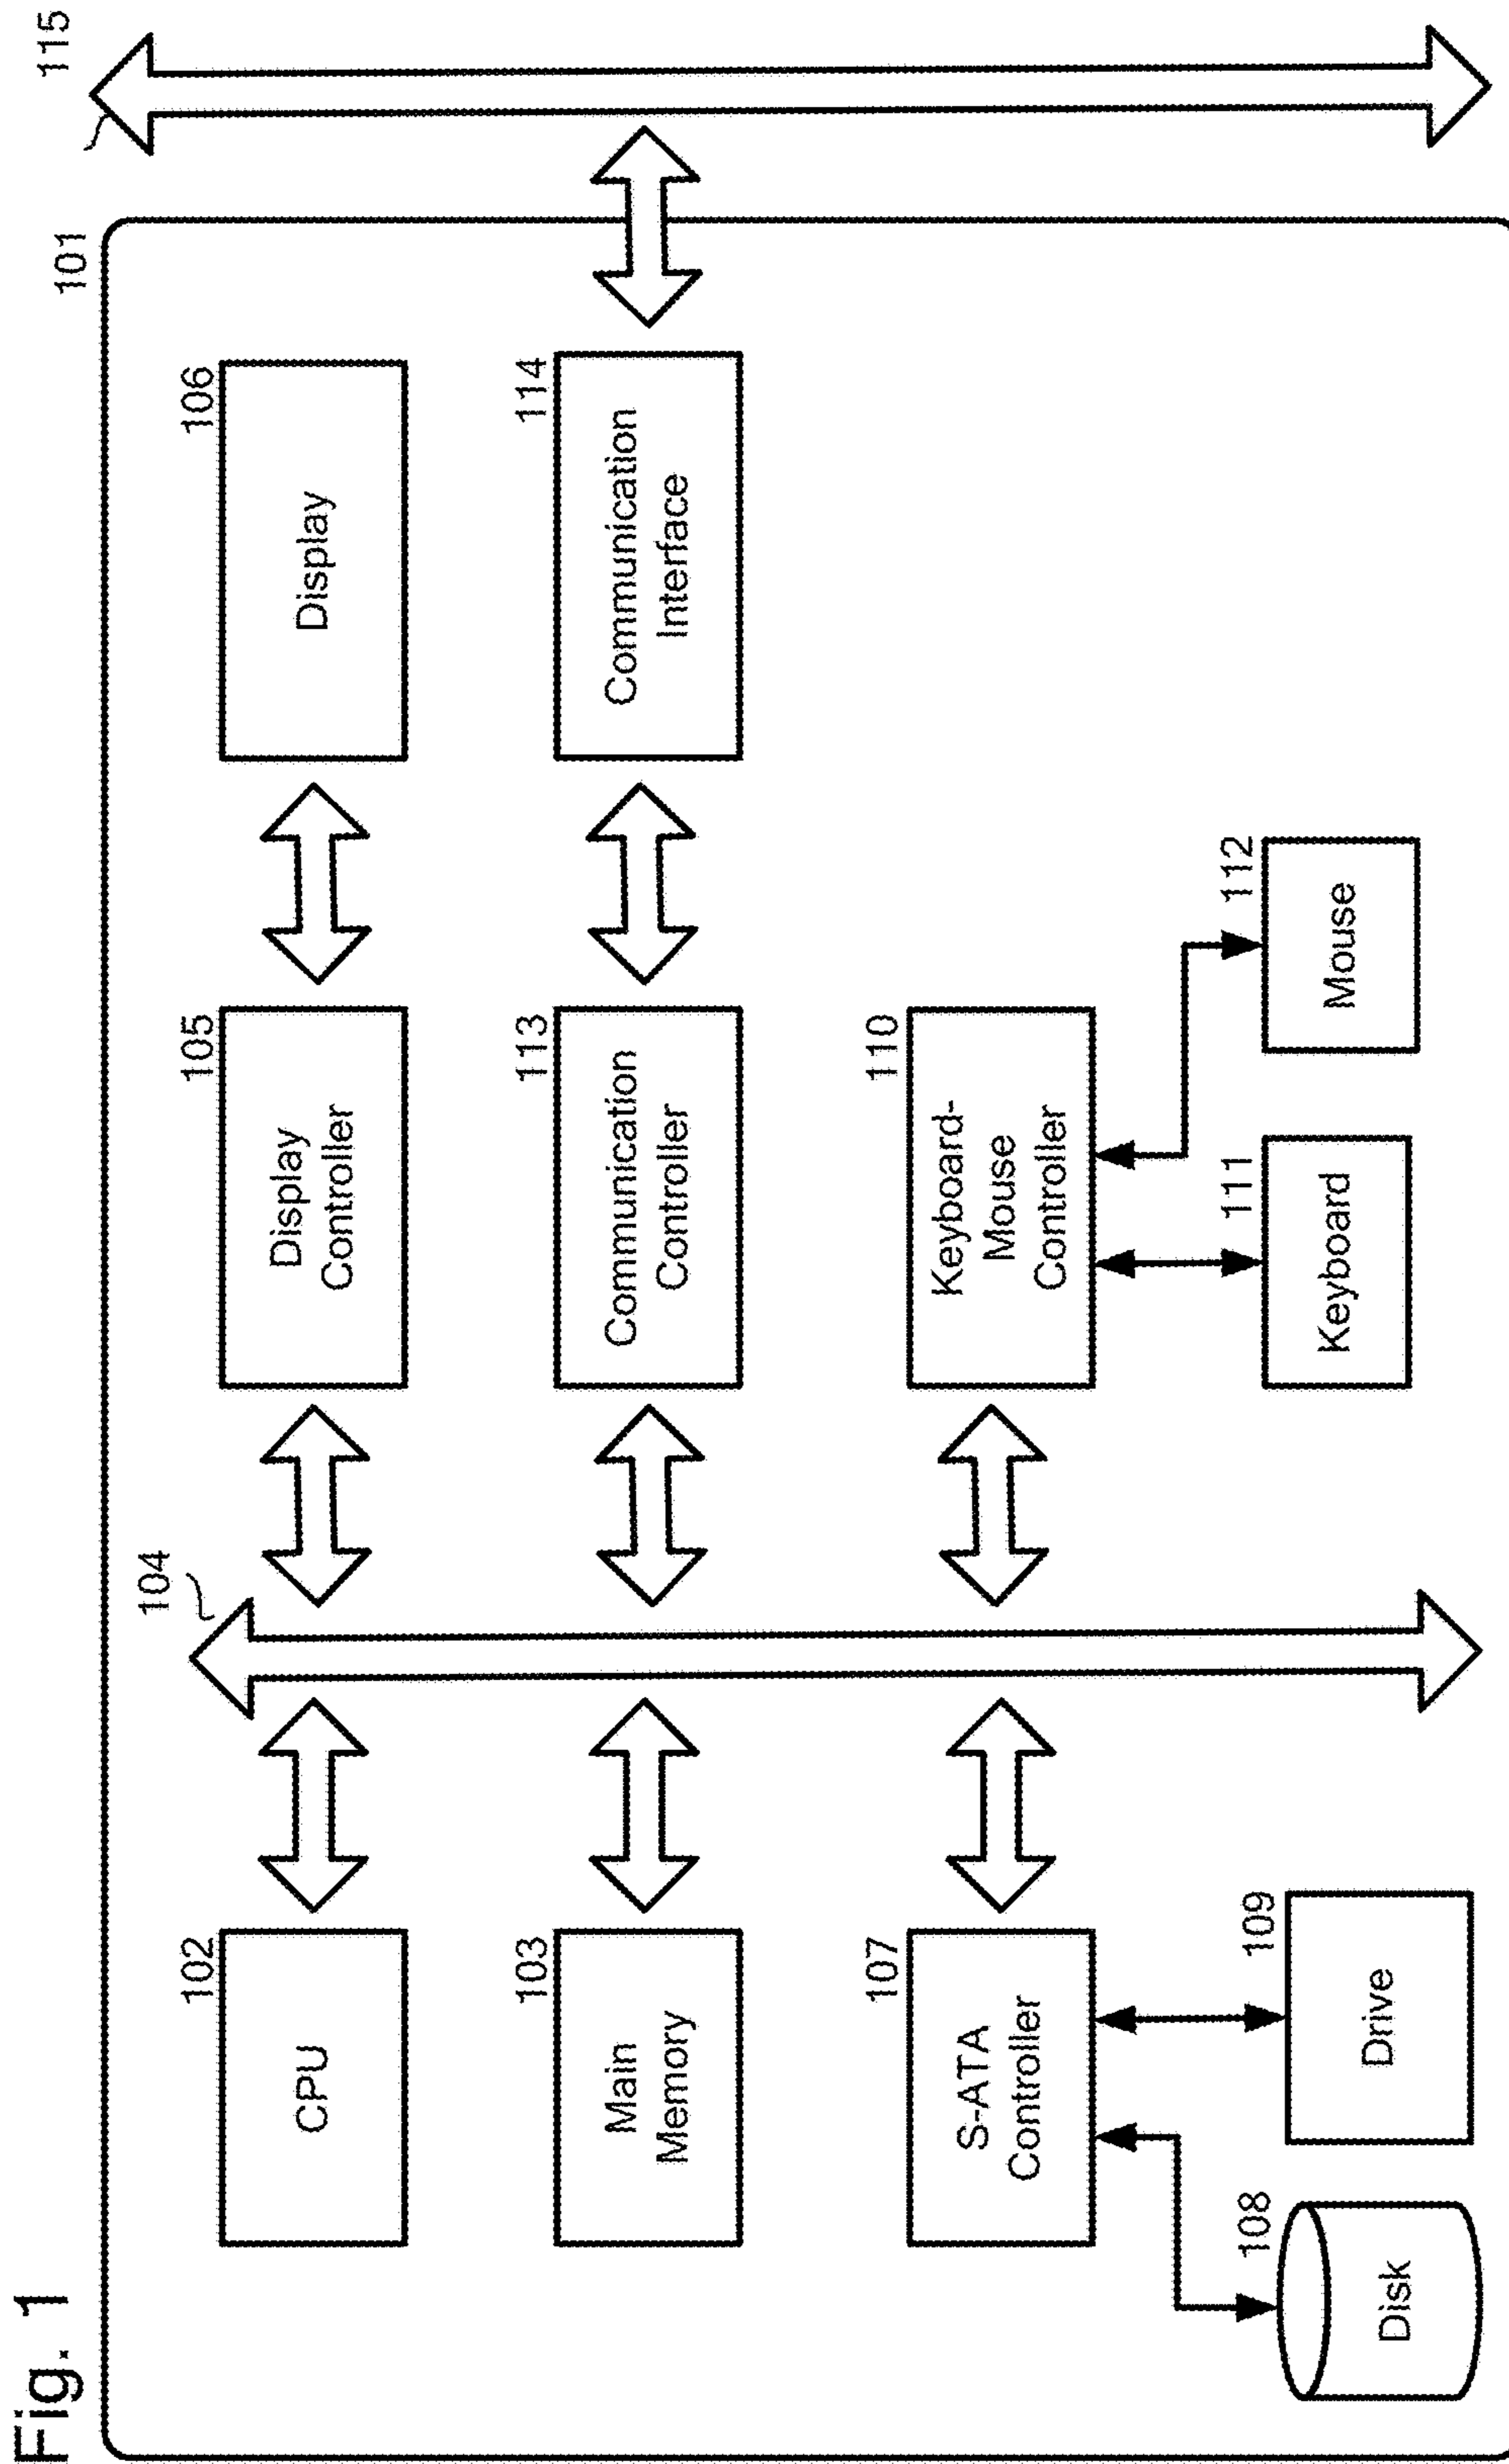 Fig. 1
101
115
104
102
CPU
105
Display
Controller
106
Display
103
Main
Memory
113
Communication
Controller
114
Communication
Interface
107
S-ATA
Controller
110
Keyboard-
Mouse
Controller
108
Disk
109
Drive
111
Keyboard
112
Mouse